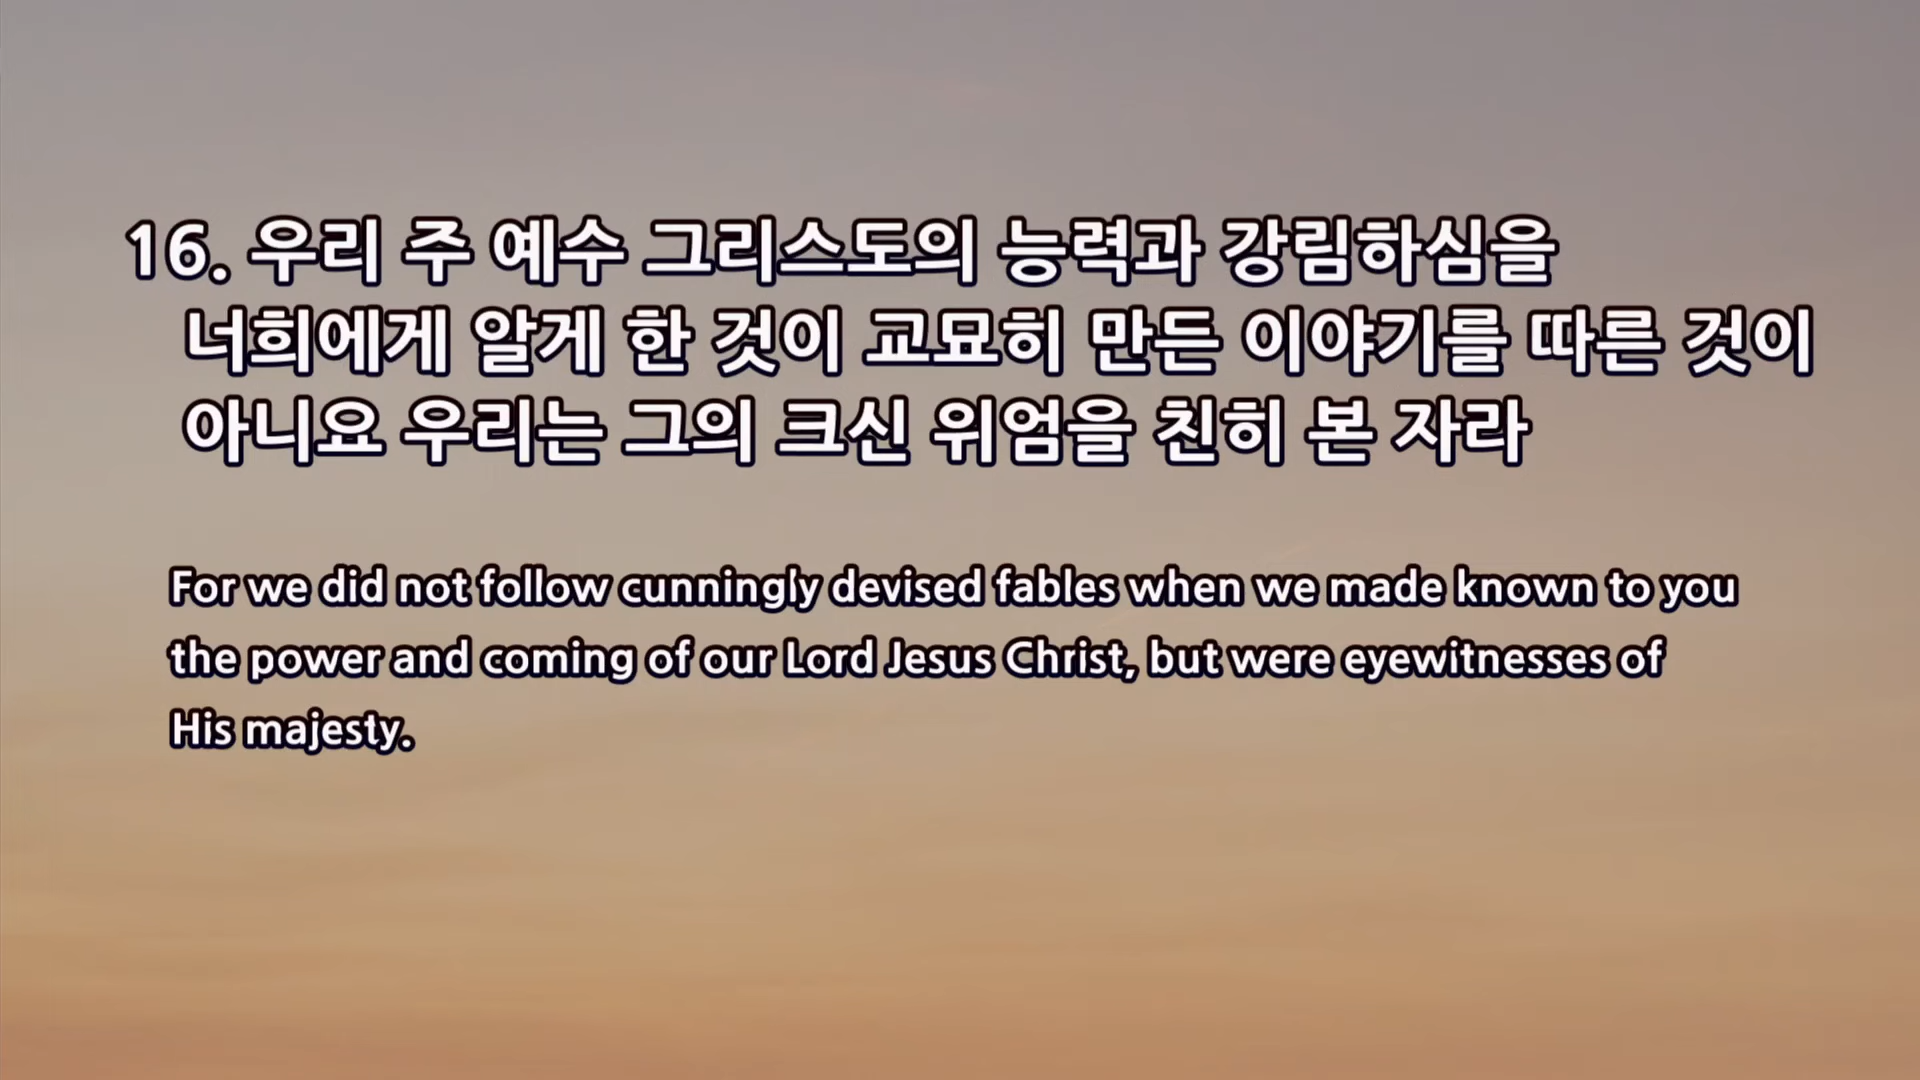 16. 우리 주 예수 그리스도의 능력과 강림하심을
너희에게 알게 한 것이 교묘히 만든 이야기를 따른 것이
아니요 우리는 그의 크신 위엄을 친히 본 자라
For we did not follow cunningly devised fables when we made known to you
the power and coming of our Lord Jesus Christ, but were eyewitnesses of
His majesty.